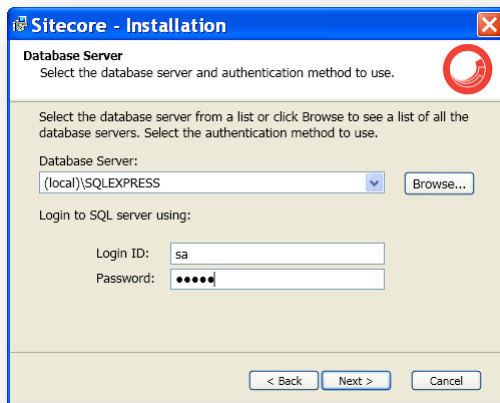 Sitecore - Installation
Database Server
Select the database server and authentication method to use.
Select the database server from a list or click Browse to see a list of all the
database servers. Select the authentication method to use.
Database Server:
(local)\SQLEXPRESS
Browse...
Login to SQL server using:
Login ID: sa
Password: ●●●●●
< Back Next > Cancel